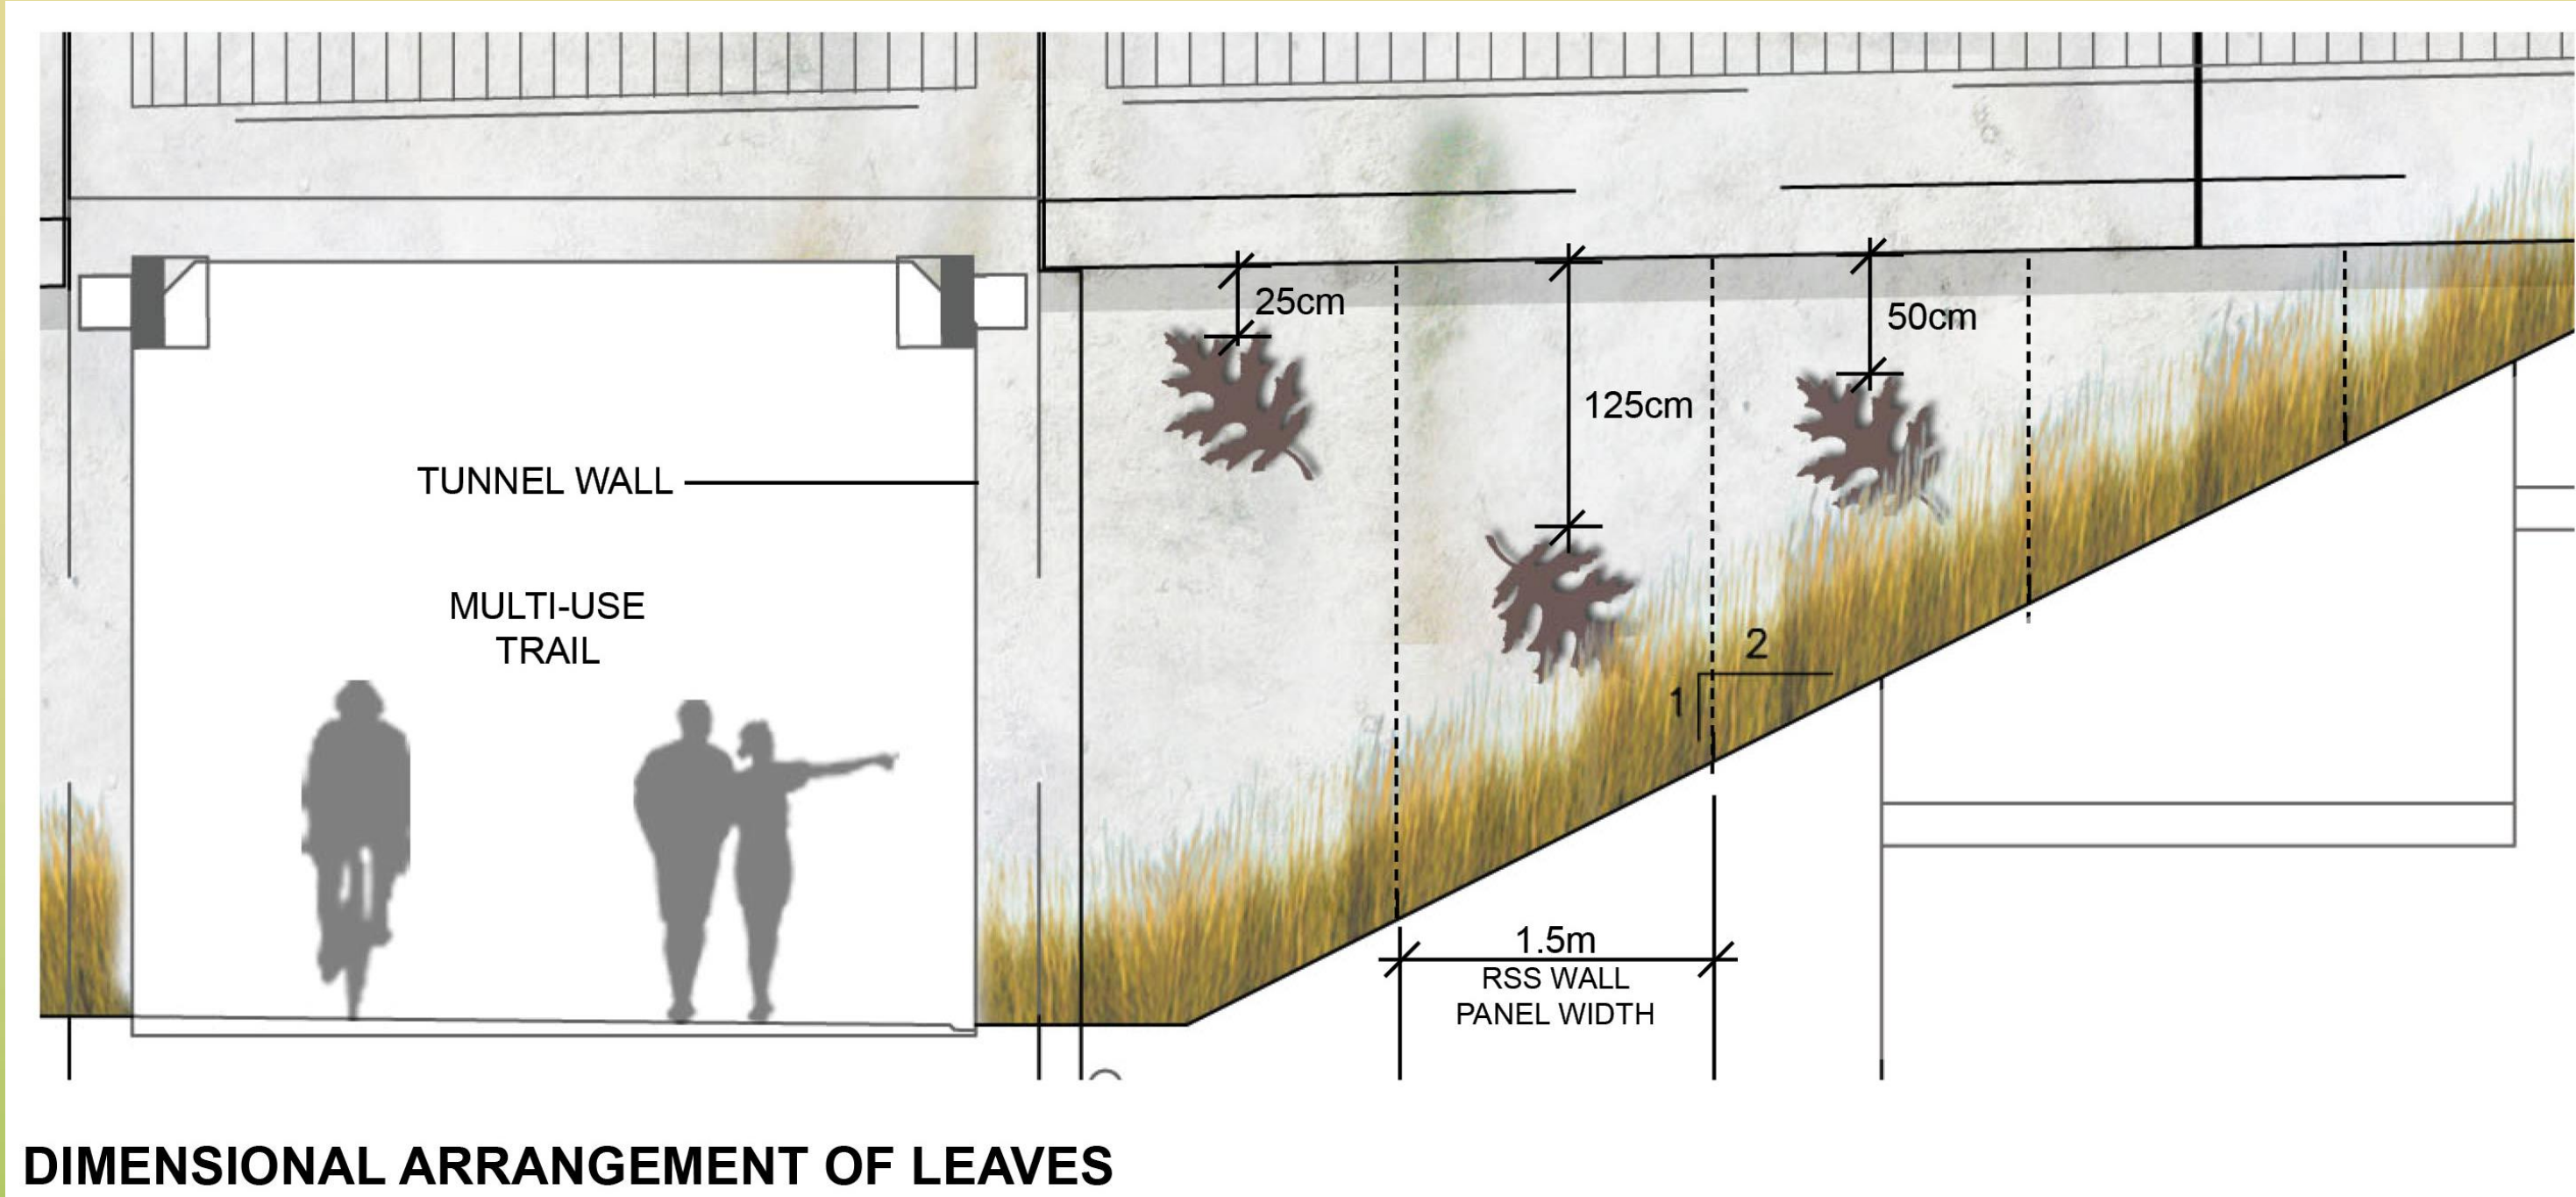 25cm
50cm
125cm
TUNNEL WALL
MULTI-USE
TRAIL
2
1
1.5m
RSS WALL
PANEL WIDTH
DIMENSIONAL ARRANGEMENT OF LEAVES